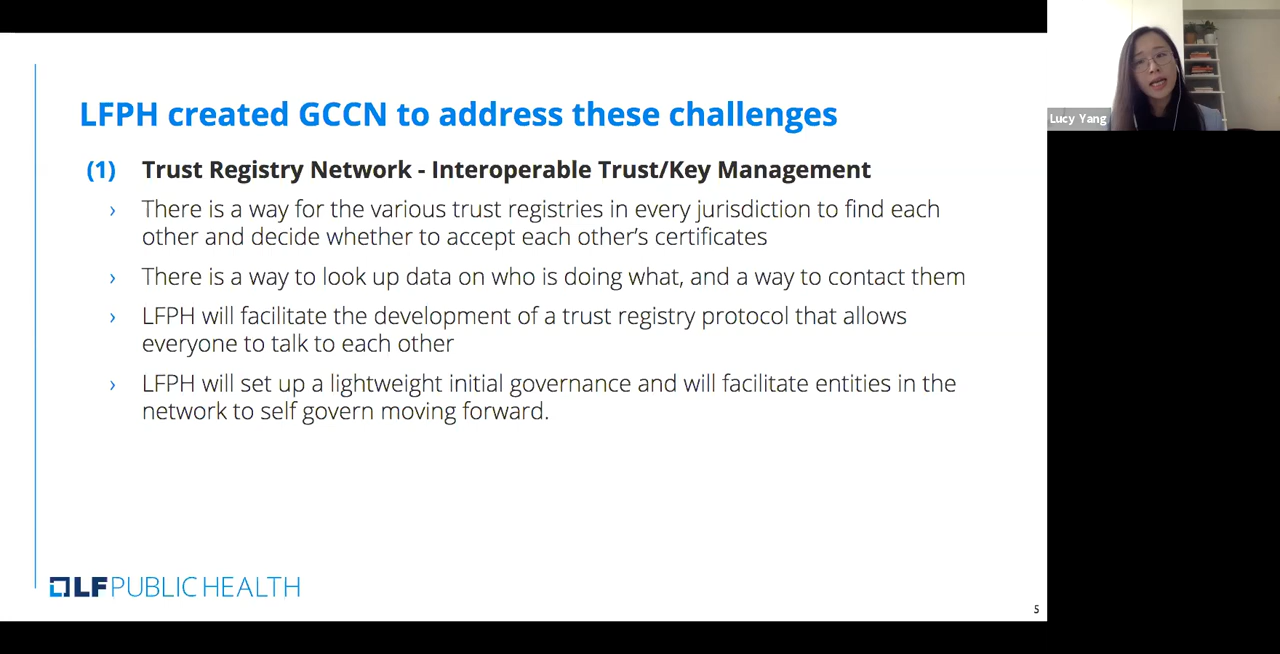 LFPH created GCCN to address these challenges
(1) Trust Registry Network - Interoperable Trust/Key Management
› There is a way for the various trust registries in every jurisdiction to find each
other and decide whether to accept each other’s certificates
› There is a way to look up data on who is doing what, and a way to contact them
› LFPH will facilitate the development of a trust registry protocol that allows
everyone to talk to each other
› LFPH will set up a lightweight initial governance and will facilitate entities in the
network to self govern moving forward.
LFPUBLICHEALTH
5
Lucy Yang